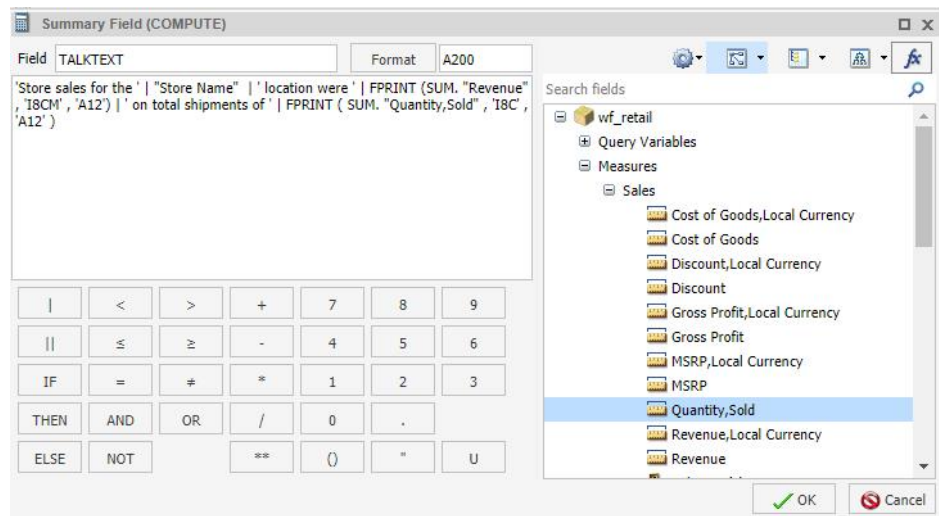 Summary Field (COMPUTE)
Field TALKTEXT Format A200
'Store sales for the ' | "Store Name" | ' location were ' | FPRINT (SUM. "Revenue"
, 'I8CM' , 'A12') | ' on total shipments of ' | FPRINT ( SUM. "Quantity,Sold" , 'I8C' ,
'A12' )
| < > + 7 8 9
|| ≤ ≥ - 4 5 6
IF = ≠ * 1 2 3
THEN AND OR / 0 .
ELSE NOT ** () " U
fx
Search fields
wf_retail
Query Variables
Measures
Sales
Cost of Goods,Local Currency
Cost of Goods
Discount,Local Currency
Discount
Gross Profit,Local Currency
Gross Profit
MSRP,Local Currency
MSRP
Quantity,Sold
Revenue,Local Currency
Revenue
OK Cancel